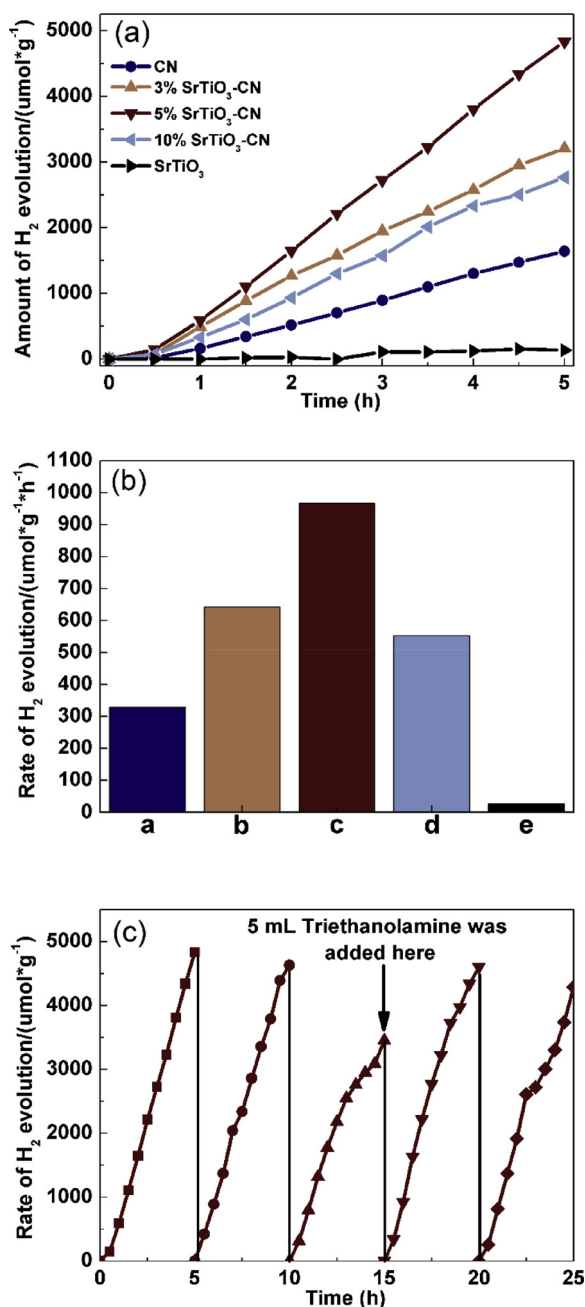 (a)
CN
3% SrTiO₃-CN
5% SrTiO₃-CN
10% SrTiO₃-CN
SrTiO₃
Amount of H₂ evolution/(umol*g⁻¹)
5000
4000
3000
2000
1000
0
0 1 2 3 4 5
Time (h)
(b)
Rate of H₂ evolution/(umol*g⁻¹*h⁻¹)
1100
1000
900
800
700
600
500
400
300
200
100
0
a b c d e
(c)
5 mL Triethanolamine was
added here
Rate of H₂ evolution/(umol*g⁻¹)
5000
4000
3000
2000
1000
0
0 5 10 15 20 25
Time (h)